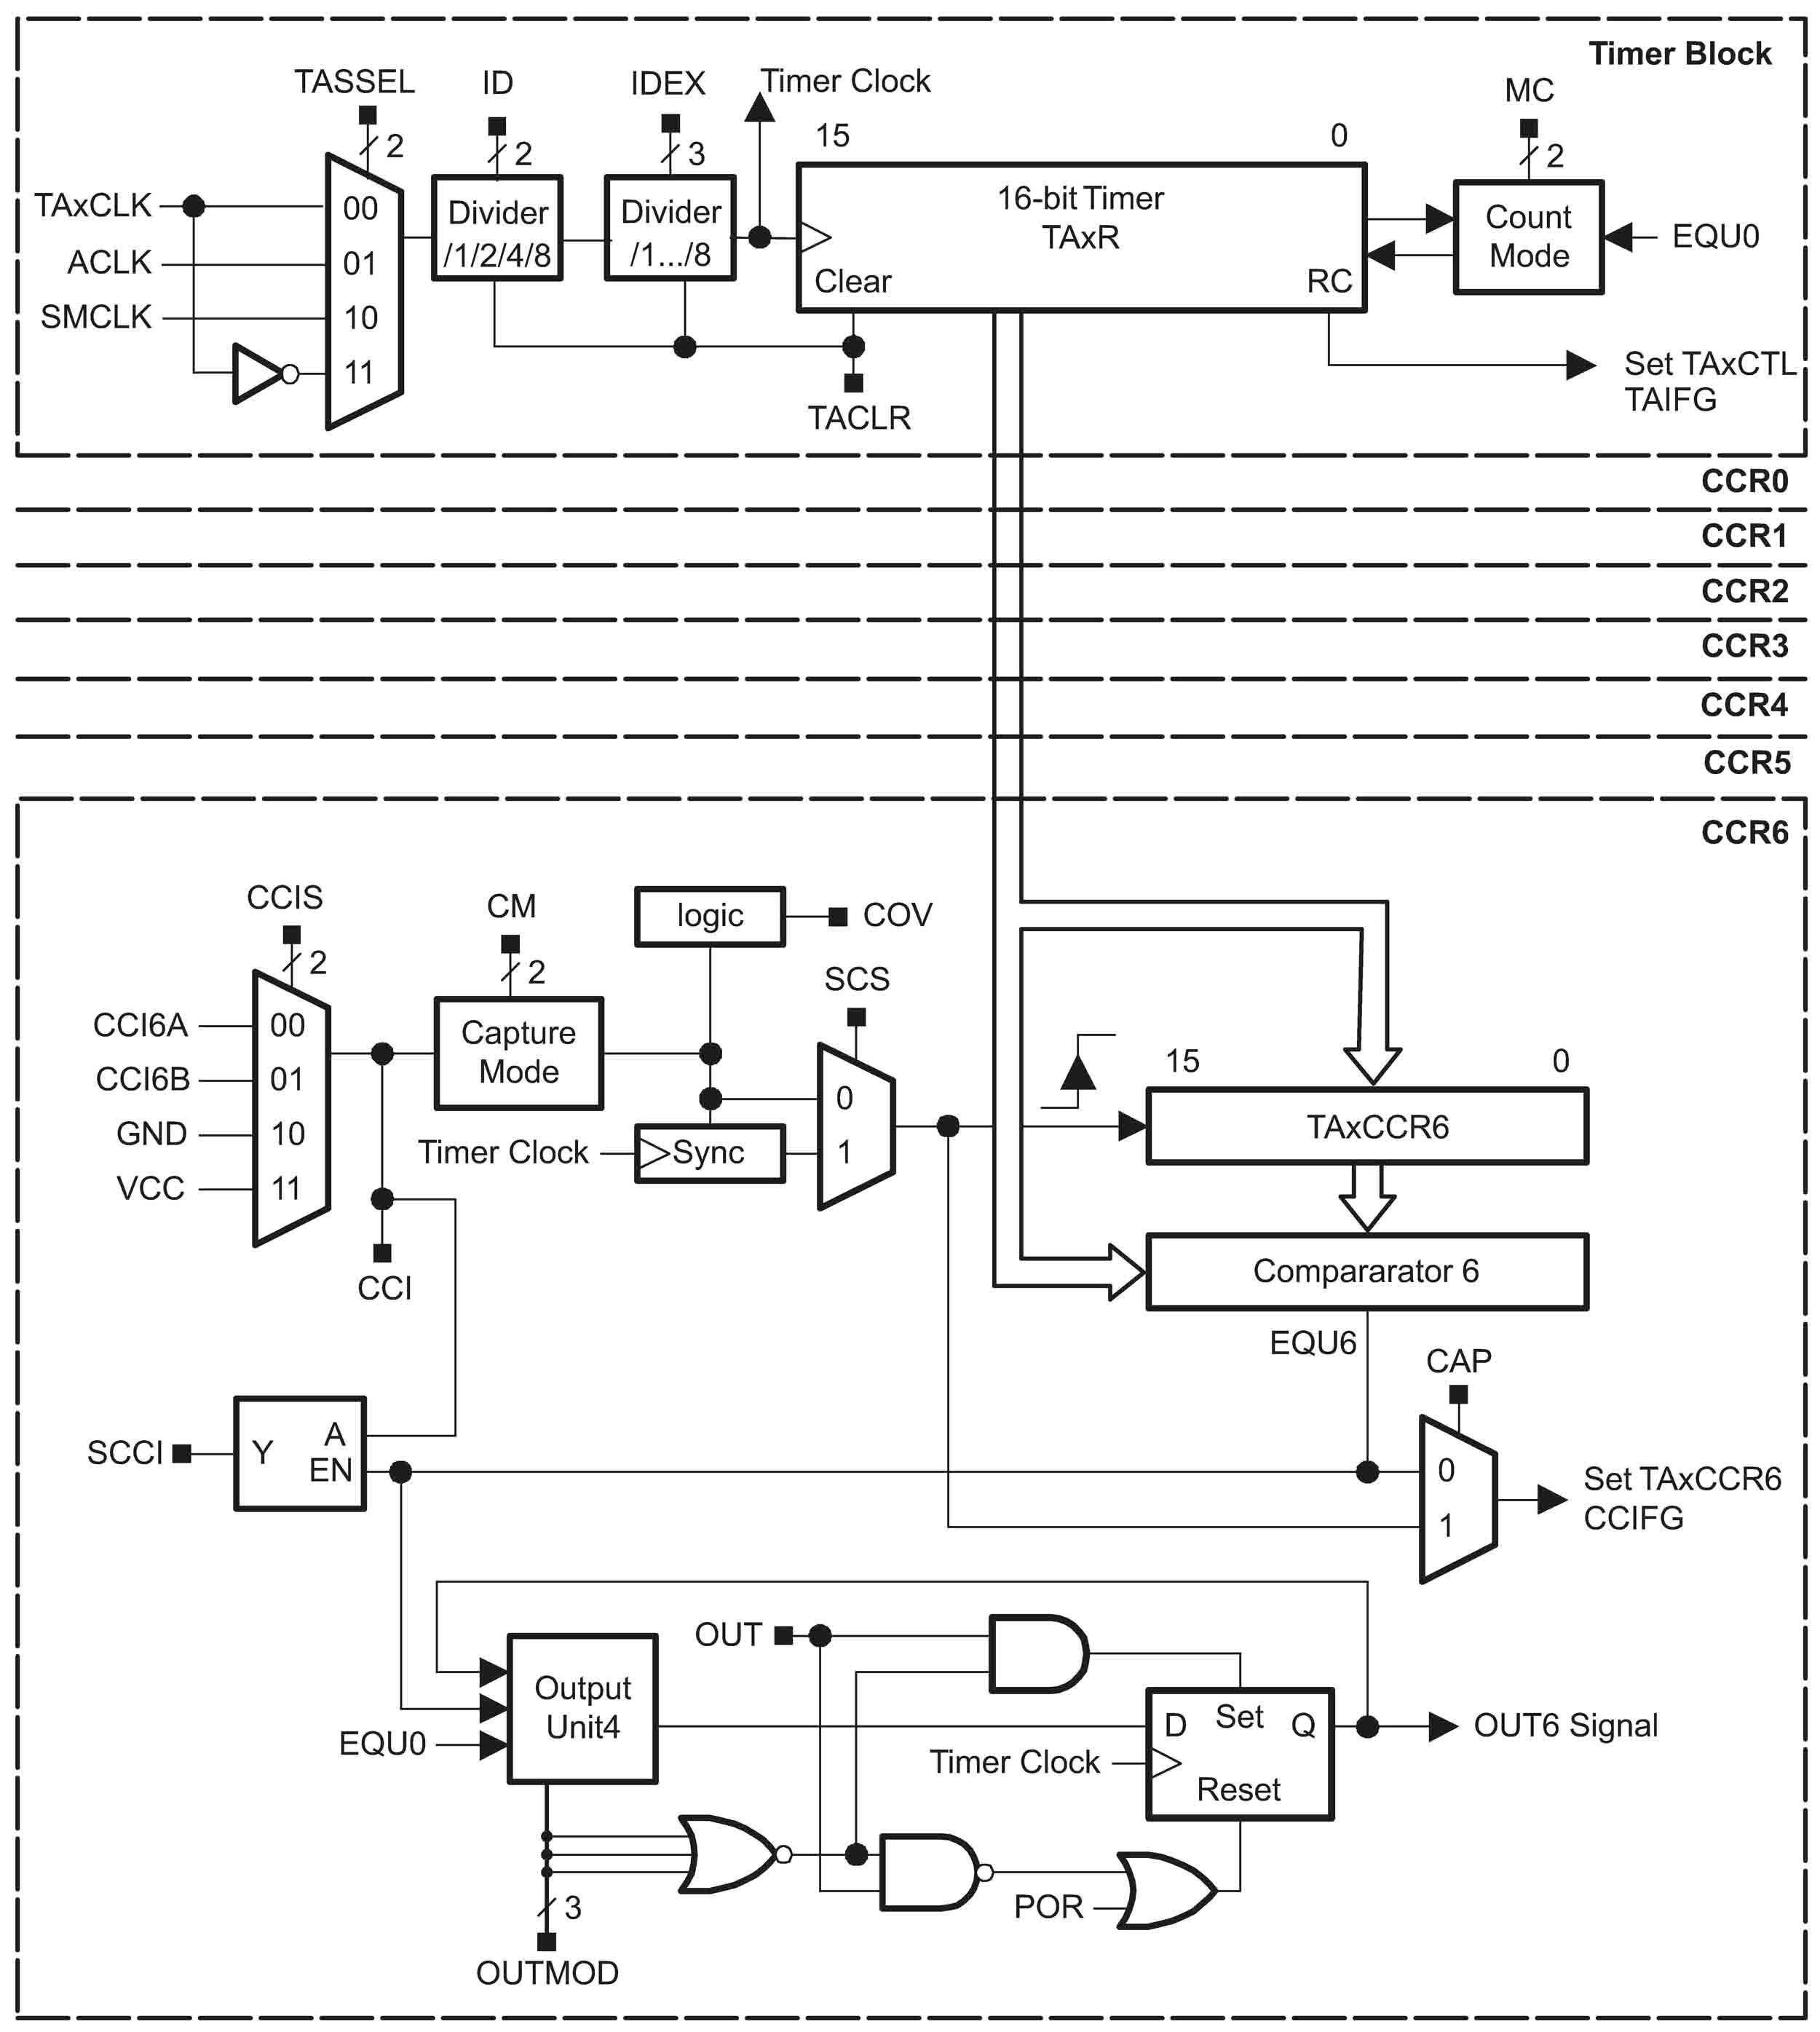 Timer Block
TASSEL
ID
IDEX
Timer Clock
MC
15
0
2
2
3
2
TAxCLK
00
Divider
/1/2/4/8
Divider
/1.../8
16-bit Timer
TAxR
Count
Mode
EQU0
ACLK
01
Clear
RC
SMCLK
10
11
Set TAxCTL
TAIFG
TACLR
CCR0
CCR1
CCR2
CCR3
CCR4
CCR5
CCR6
CCIS
CM
logic
COV
2
2
SCS
CCI6A
00
Capture
Mode
CCI6B
01
0
15
0
GND
10
TAxCCR6
Timer Clock
Sync
1
VCC
11
CCI
Compararator 6
EQU6
CAP
SCCI
Y
A
EN
0
Set TAxCCR6
CCIFG
1
OUT
Output
Unit4
D
Set
Q
OUT6 Signal
EQU0
Timer Clock
Reset
3
POR
OUTMOD